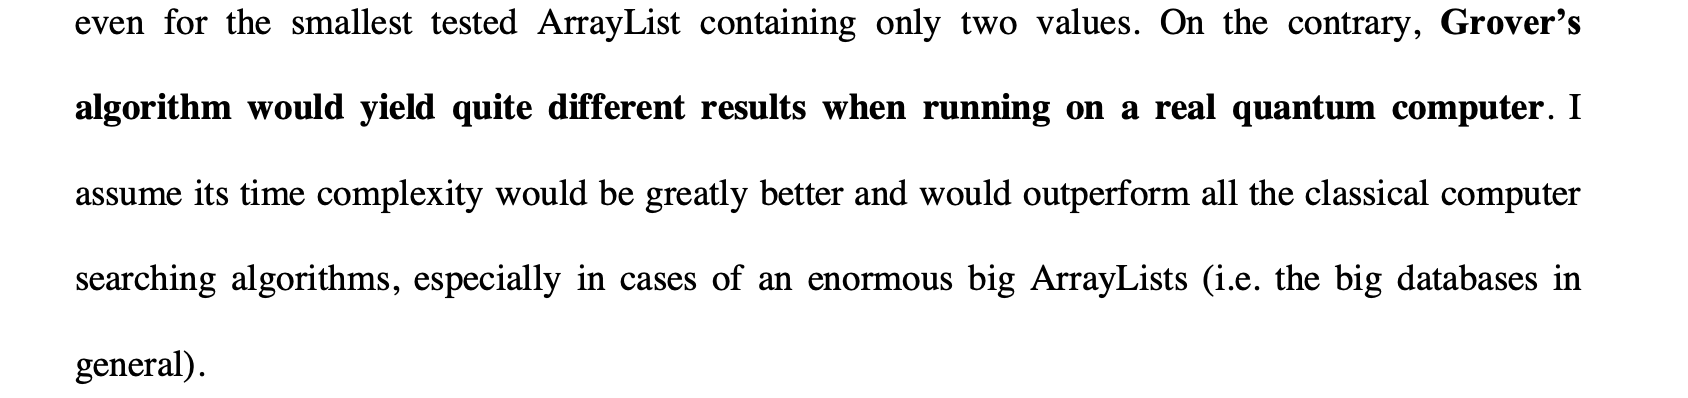 even for the smallest tested ArrayList containing only two values. On the contrary, Grover’s
algorithm would yield quite different results when running on a real quantum computer. I
assume its time complexity would be greatly better and would outperform all the classical computer
searching algorithms, especially in cases of an enormous big ArrayLists (i.e. the big databases in
general).